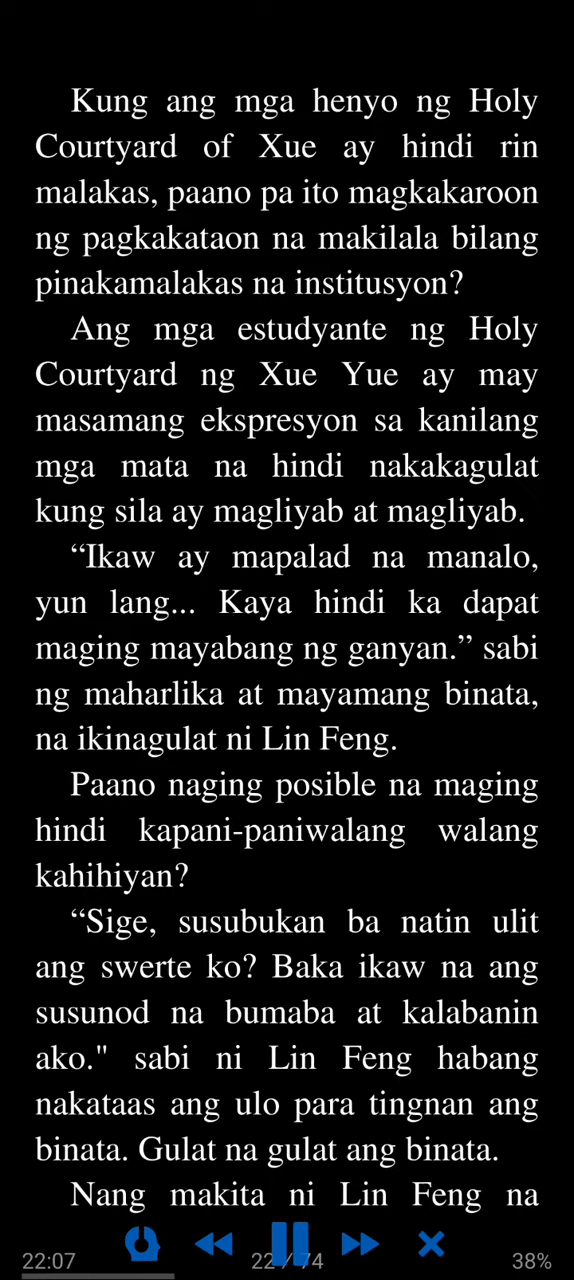 Kung ang mga henyo ng Holy
Courtyard of Xue ay hindi rin
malakas, paano pa ito magkakaroon
ng pagkakataon na makilala bilang
pinakamalakas na institusyon?
Ang mga estudyante ng Holy
Courtyard ng Xue Yue ay may
masamang ekspresyon sa kanilang
mga mata na hindi nakakagulat
kung sila ay magliyab at magliyab.
“Ikaw ay mapalad na manalo,
yun lang... Kaya hindi ka dapat
maging mayabang ng ganyan.” sabi
ng maharlika at mayamang binata,
na ikinagulat ni Lin Feng.
Paano naging posible na maging
hindi kapani-paniwalang walang
kahihiyan?
“Sige, susubukan ba natin ulit
ang swerte ko? Baka ikaw na ang
susunod na bumaba at kalabanin
ako." sabi ni Lin Feng habang
nakataas ang ulo para tingnan ang
binata. Gulat na gulat ang binata.
Nang makita ni Lin Feng na
22:07 22 / 74 38%